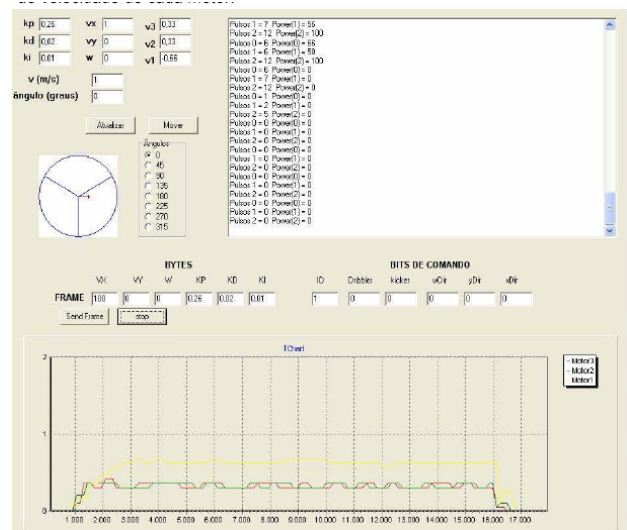 de velocidade de cada motor.
kp 0,26 vx 1 v3 0,33
kd 0,02 vy 0 v2 0,33
ki 0.01 w 0 v1 -0.66
v (m/s) 1
ângulo (graus) 0
Atualizar Mover
Ângulos
0
45
90
135
180
225
270
315
Pulsos 1 = 7 Power(1) = 56
Pulsos 2 = 12 Power(2) = 100
Pulsos 0 = 6 Power(0) = 66
Pulsos 1 = 6 Power(1) = 58
Pulsos 2 = 12 Power(2) = 100
Pulsos 0 = 6 Power(0) = 0
Pulsos 1 = 7 Power(1) = 0
Pulsos 2 = 12 Power(2) = 0
Pulsos 0 = 1 Power(0) = 0
Pulsos 1 = 2 Power(1) = 0
Pulsos 2 = 5 Power(2) = 0
Pulsos 0 = 0 Power(0) = 0
Pulsos 1 = 0 Power(1) = 0
Pulsos 2 = 0 Power(2) = 0
Pulsos 0 = 0 Power(0) = 0
Pulsos 1 = 0 Power(1) = 0
Pulsos 2 = 0 Power(2) = 0
Pulsos 0 = 0 Power(0) = 0
Pulsos 1 = 0 Power(1) = 0
Pulsos 2 = 0 Power(2) = 0
Pulsos 0 = 0 Power(0) = 0
Pulsos 1 = 0 Power(1) = 0
Pulsos 2 = 0 Power(2) = 0
BYTES BITS DE COMANDO
VX VY W KP KD KI ID Dribbler kicker wDir yDir xDir
FRAME 100 0 0 0.26 0.02 0.01 1 0 0 0 0 0
Send Frame stop
TChart
2
1
0
Motor3
Motor2
Motor1
1.000 2.000 3.000 4.000 5.000 6.000 7.000 8.000 9.000 10.000 11.000 12.000 13.000 14.000 15.000 16.000 17.000